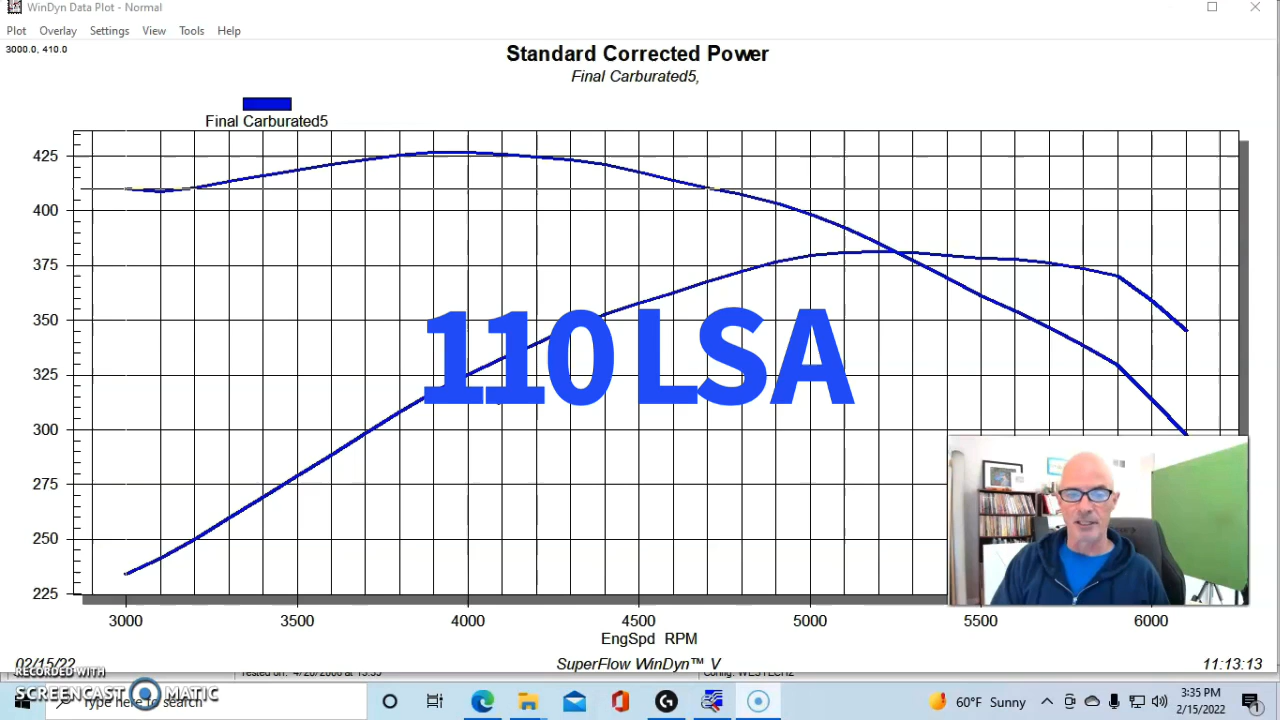 WinDyn Data Plot - Normal
Plot Overlay Settings View Tools Help
3000.0, 410.0
Standard Corrected Power
Final Carburated5,
Final Carburated5
425
400
375
350
325
300
275
250
225
110 LSA
3000 3500 4000 4500 5000 5500 6000
EngSpd RPM
02/15/22 SuperFlow WinDyn™ V 11:13:13
RECORDED WITH
SCREENCAST MATIC
Type here to search
60°F Sunny
3:35 PM
2/15/2022
1